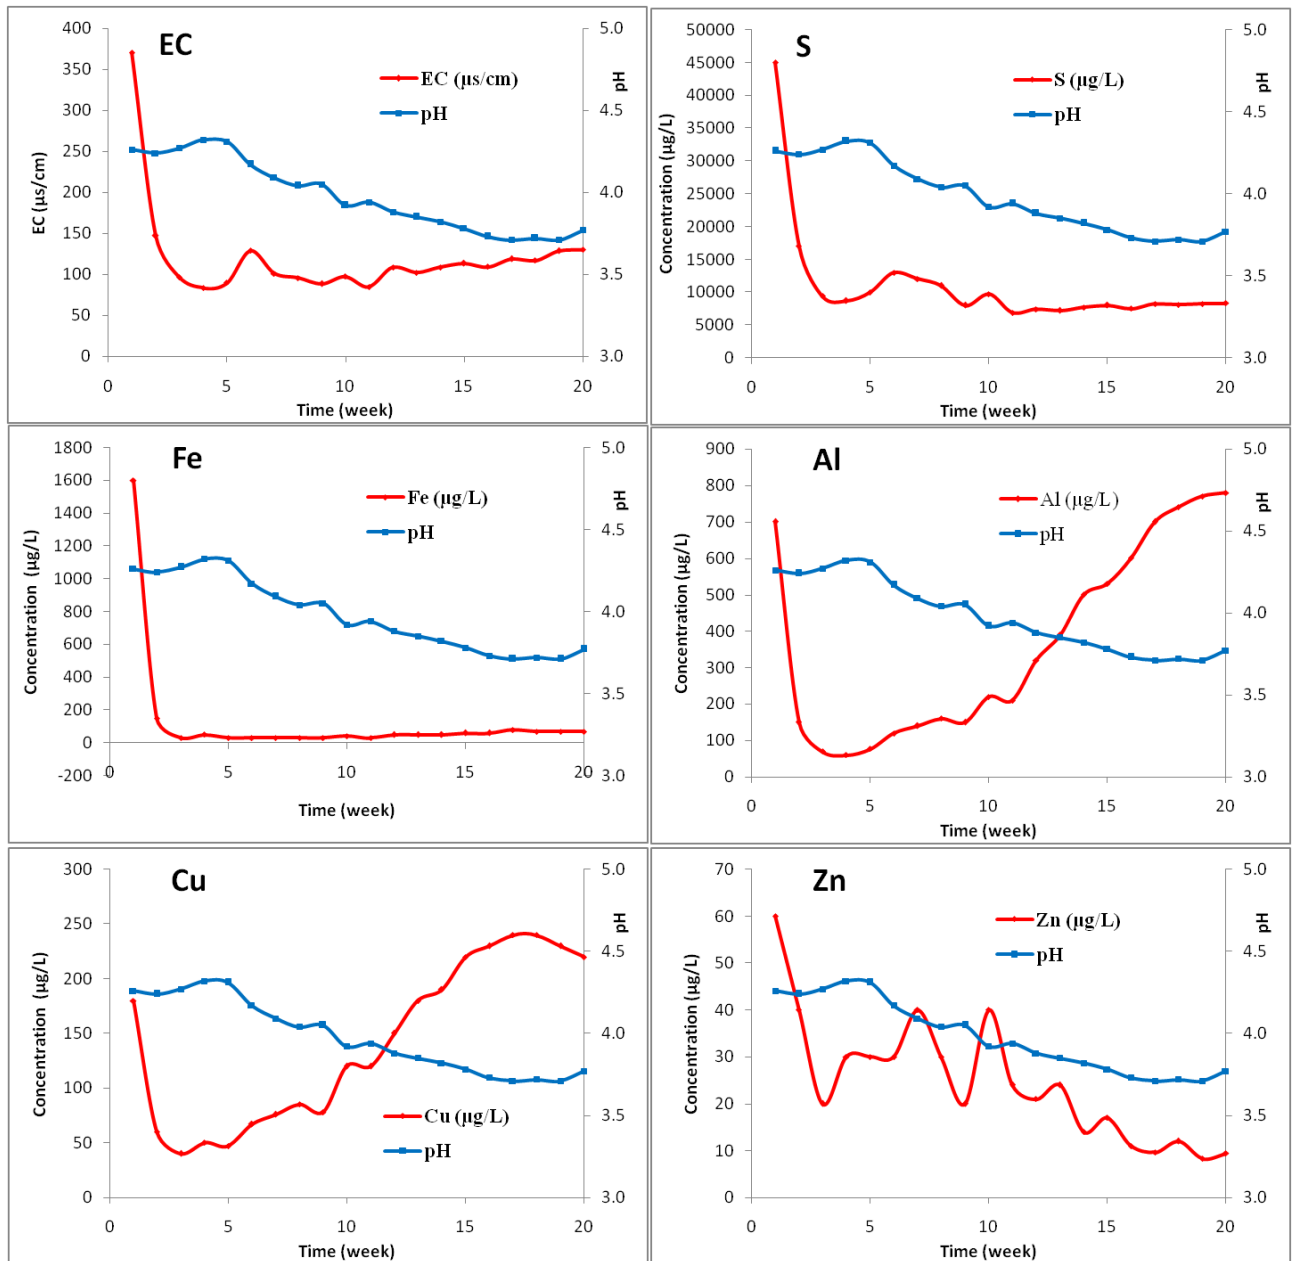 EC
400
350
300
250
200
150
100
50
0
EC (µs/cm)
5.0
4.5
4.0
3.5
3.0
pH
EC (µs/cm)
pH
0 5 10 15 20
Time (week)
S
50000
45000
40000
35000
30000
25000
20000
15000
10000
5000
0
Concentration (µg/L)
5.0
4.5
4.0
3.5
3.0
pH
S (µg/L)
pH
0 5 10 15 20
Time (week)
Fe
1800
1600
1400
1200
1000
800
600
400
200
0
-200
Concentration (µg/L)
5.0
4.5
4.0
3.5
3.0
pH
Fe (µg/L)
pH
0 5 10 15 20
Time (week)
Al
900
800
700
600
500
400
300
200
100
0
Concentration (µg/L)
5.0
4.5
4.0
3.5
3.0
pH
Al (µg/L)
pH
0 5 10 15 20
Time (week)
Cu
300
250
200
150
100
50
0
Concentration (µg/L)
5.0
4.5
4.0
3.5
3.0
pH
Cu (µg/L)
pH
0 5 10 15 20
Time (week)
Zn
70
60
50
40
30
20
10
0
Concentration (µg/L)
5.0
4.5
4.0
3.5
3.0
pH
Zn (µg/L)
pH
0 5 10 15 20
Time (week)